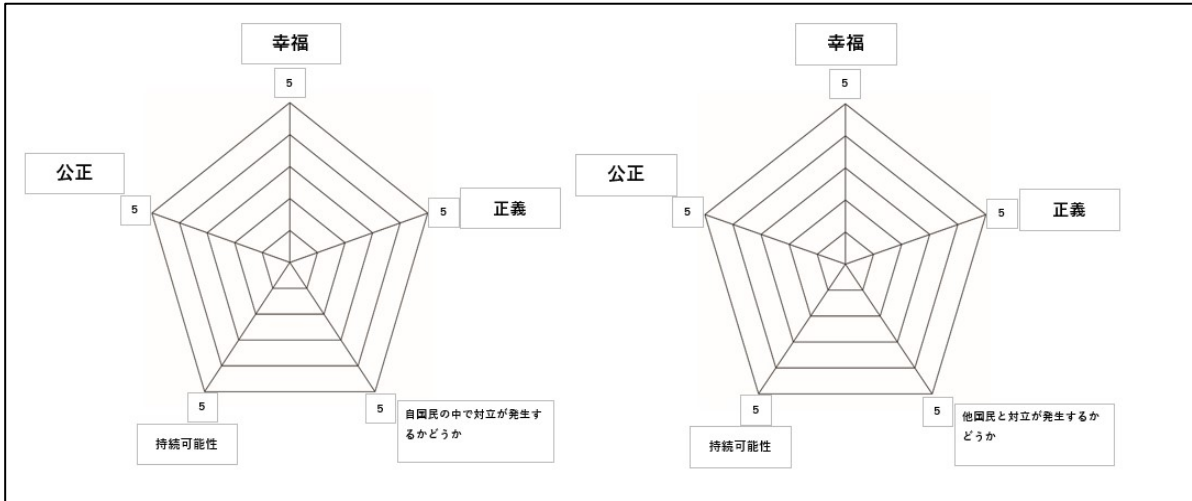 幸福
5
公正
5
5
正義
5
5
持続可能性
自国民の中で対立が発生す
るかどうか
幸福
5
公正
5
5
正義
5
5
持続可能性
他国民と対立が発生するか
どうか